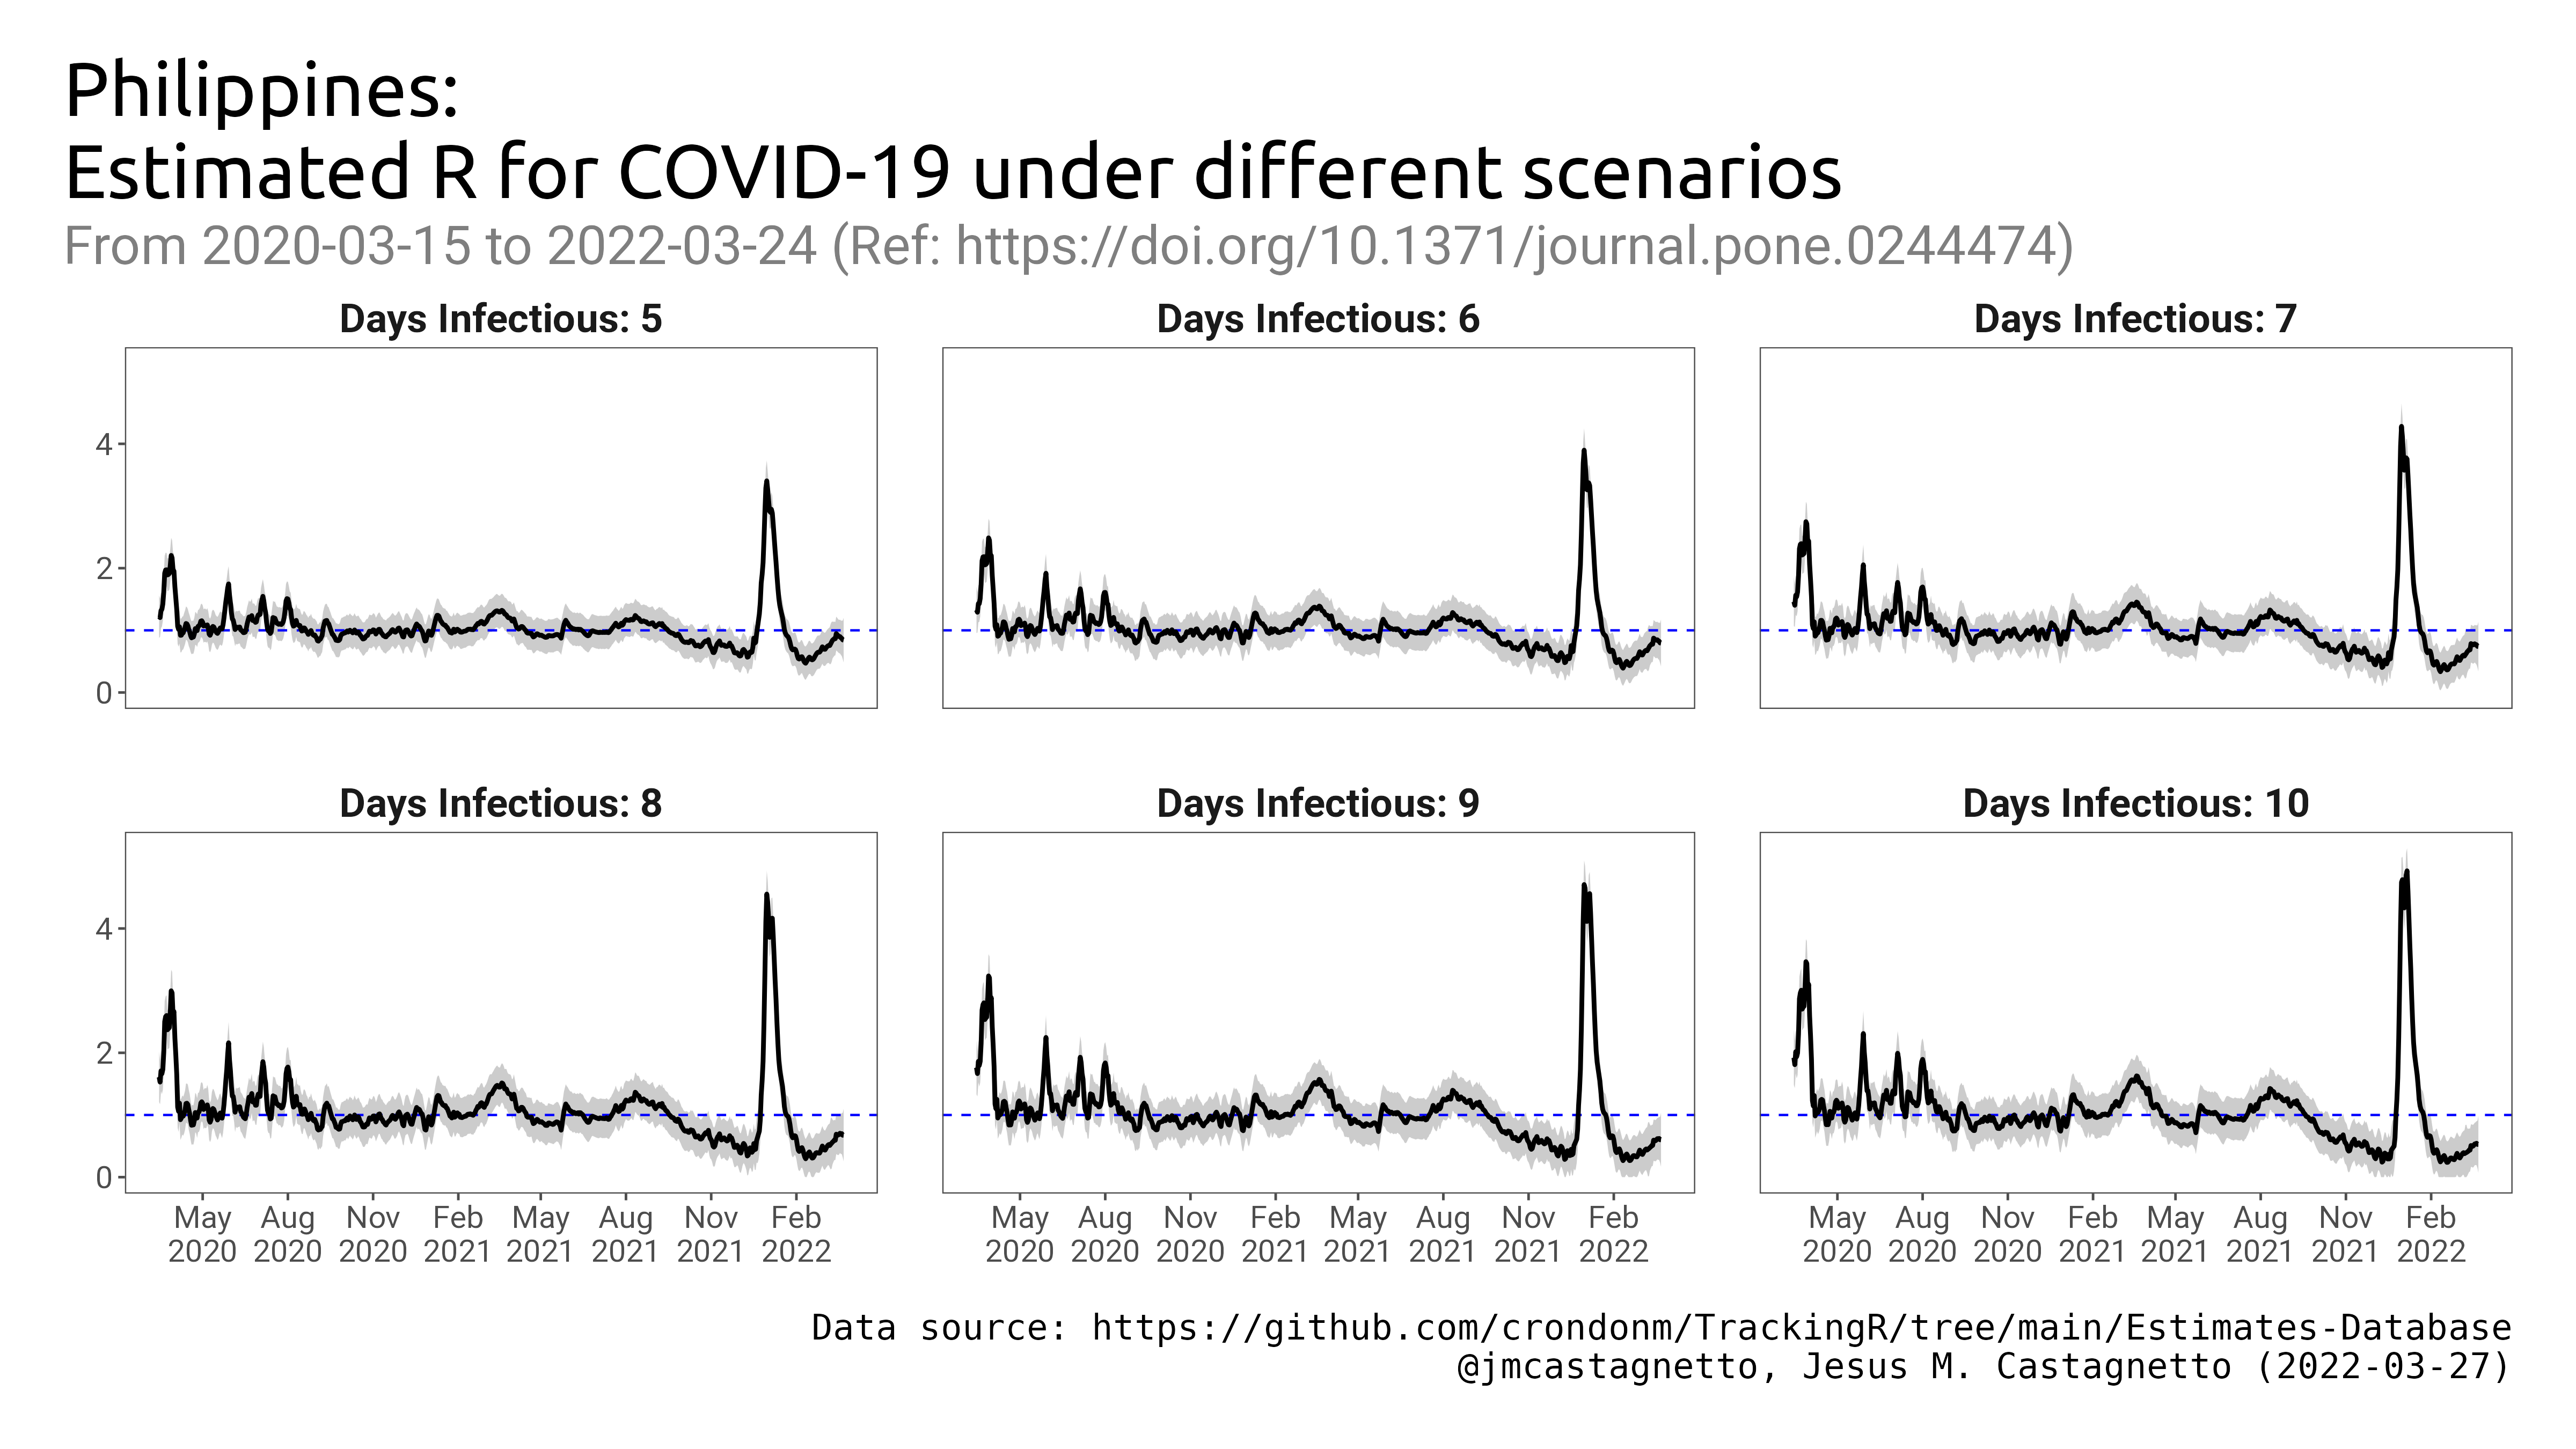 Philippines:
Estimated R for COVID-19 under different scenarios
From 2020-03-15 to 2022-03-24 (Ref: https://doi.org/10.1371/journal.pone.0244474)
Days Infectious: 5
Days Infectious: 6
Days Infectious: 7
4
2
0
Days Infectious: 8
Days Infectious: 9
Days Infectious: 10
4
2
0
May Aug Nov Feb May Aug Nov Feb
2020 2020 2020 2021 2021 2021 2021 2022
May Aug Nov Feb May Aug Nov Feb
2020 2020 2020 2021 2021 2021 2021 2022
May Aug Nov Feb May Aug Nov Feb
2020 2020 2020 2021 2021 2021 2021 2022
Data source: https://github.com/crondonm/TrackingR/tree/main/Estimates-Database
@jmcastagnetto, Jesus M. Castagnetto (2022-03-27)